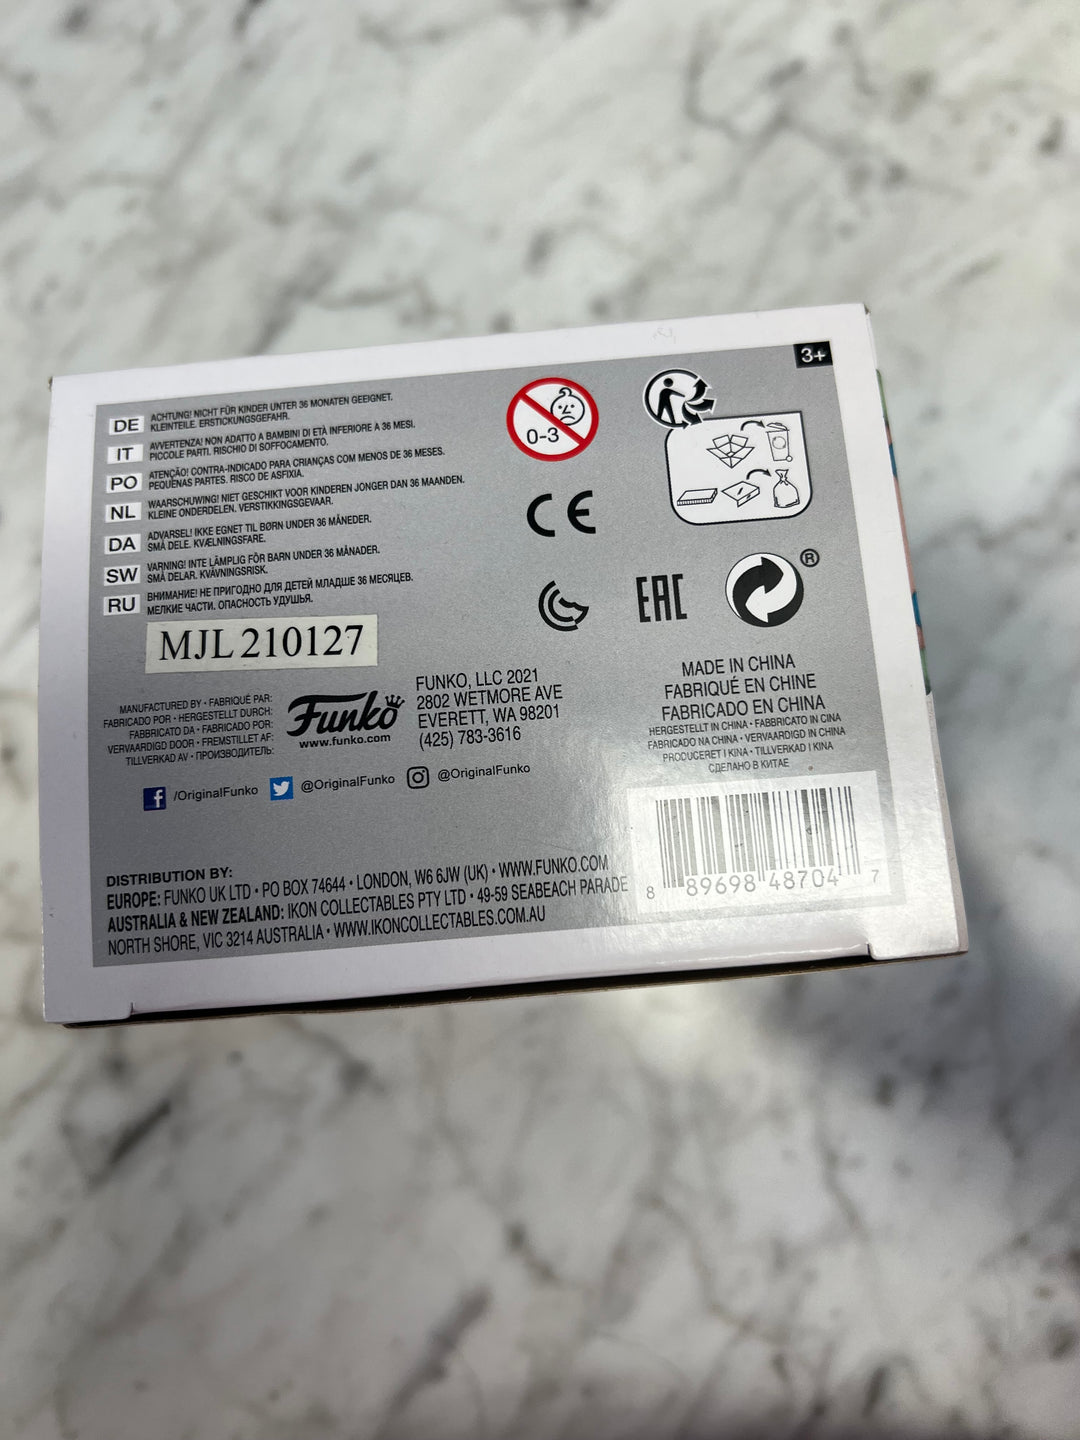 3+
DE ACHTUNG! NICHT FÜR KINDER UNTER 36 MONATEN GEEIGNET.
KLEINTEILE. ERSTICKUNGSGEFAHR.
IT AVVERTENZA! NON ADATTO A BAMBINI DI ETÀ INFERIORE A 36 MESI.
PICCOLE PARTI. RISCHIO DI SOFFOCAMENTO.
PO ATENÇÃO! CONTRA-INDICADO PARA CRIANÇAS COM MENOS DE 36 MESES.
PEQUENAS PARTES. RISCO DE ASFIXIA.
NL WAARSCHUWING! NIET GESCHIKT VOOR KINDEREN JONGER DAN 36 MAANDEN.
KLEINE ONDERDELEN. VERSTIKKINGSGEVAAR.
DA ADVARSEL! IKKE EGNET TIL BØRN UNDER 36 MÅNEDER.
SMÅ DELE. KVÆLNINGSFARE.
SW VARNING! INTE LÄMPLIG FÖR BARN UNDER 36 MÅNADER.
SMÅ DELAR. KVÄVNINGSRISK.
RU ВНИМАНИЕ! НЕ ПРИГОДНО ДЛЯ ДЕТЕЙ МЛАДШЕ 36 МЕСЯЦЕВ.
МЕЛКИЕ ЧАСТИ. ОПАСНОСТЬ УДУШЬЯ.
0-3
CE
EAC
®
MJL 210127
MANUFACTURED BY • FABRIQUÉ PAR:
FABRICADO POR • HERGESTELLT DURCH:
FABBRICATO DA • FABRICADO POR:
VERVAARDIGD DOOR • FREMSTILLET AF:
TILLVERKAD AV • ПРОИЗВОДИТЕЛЬ:
Funko
www.funko.com
FUNKO, LLC 2021
2802 WETMORE AVE
EVERETT, WA 98201
(425) 783-3616
MADE IN CHINA
FABRIQUÉ EN CHINE
FABRICADO EN CHINA
HERGESTELLT IN CHINA • FABBRICATO IN CINA
FABRICADO NA CHINA • VERVAARDIGD IN CHINA
PRODUCERET I KINA • TILLVERKAD I KINA
СДЕЛАНО В КИТАЕ
/OriginalFunko @OriginalFunko @OriginalFunko
DISTRIBUTION BY:
EUROPE: FUNKO UK LTD • PO BOX 74644 • LONDON, W6 6JW (UK) • WWW.FUNKO.COM
AUSTRALIA & NEW ZEALAND: IKON COLLECTABLES PTY LTD • 49-59 SEABEACH PARADE
NORTH SHORE, VIC 3214 AUSTRALIA • WWW.IKONCOLLECTABLES.COM.AU
8 89698 48704 7